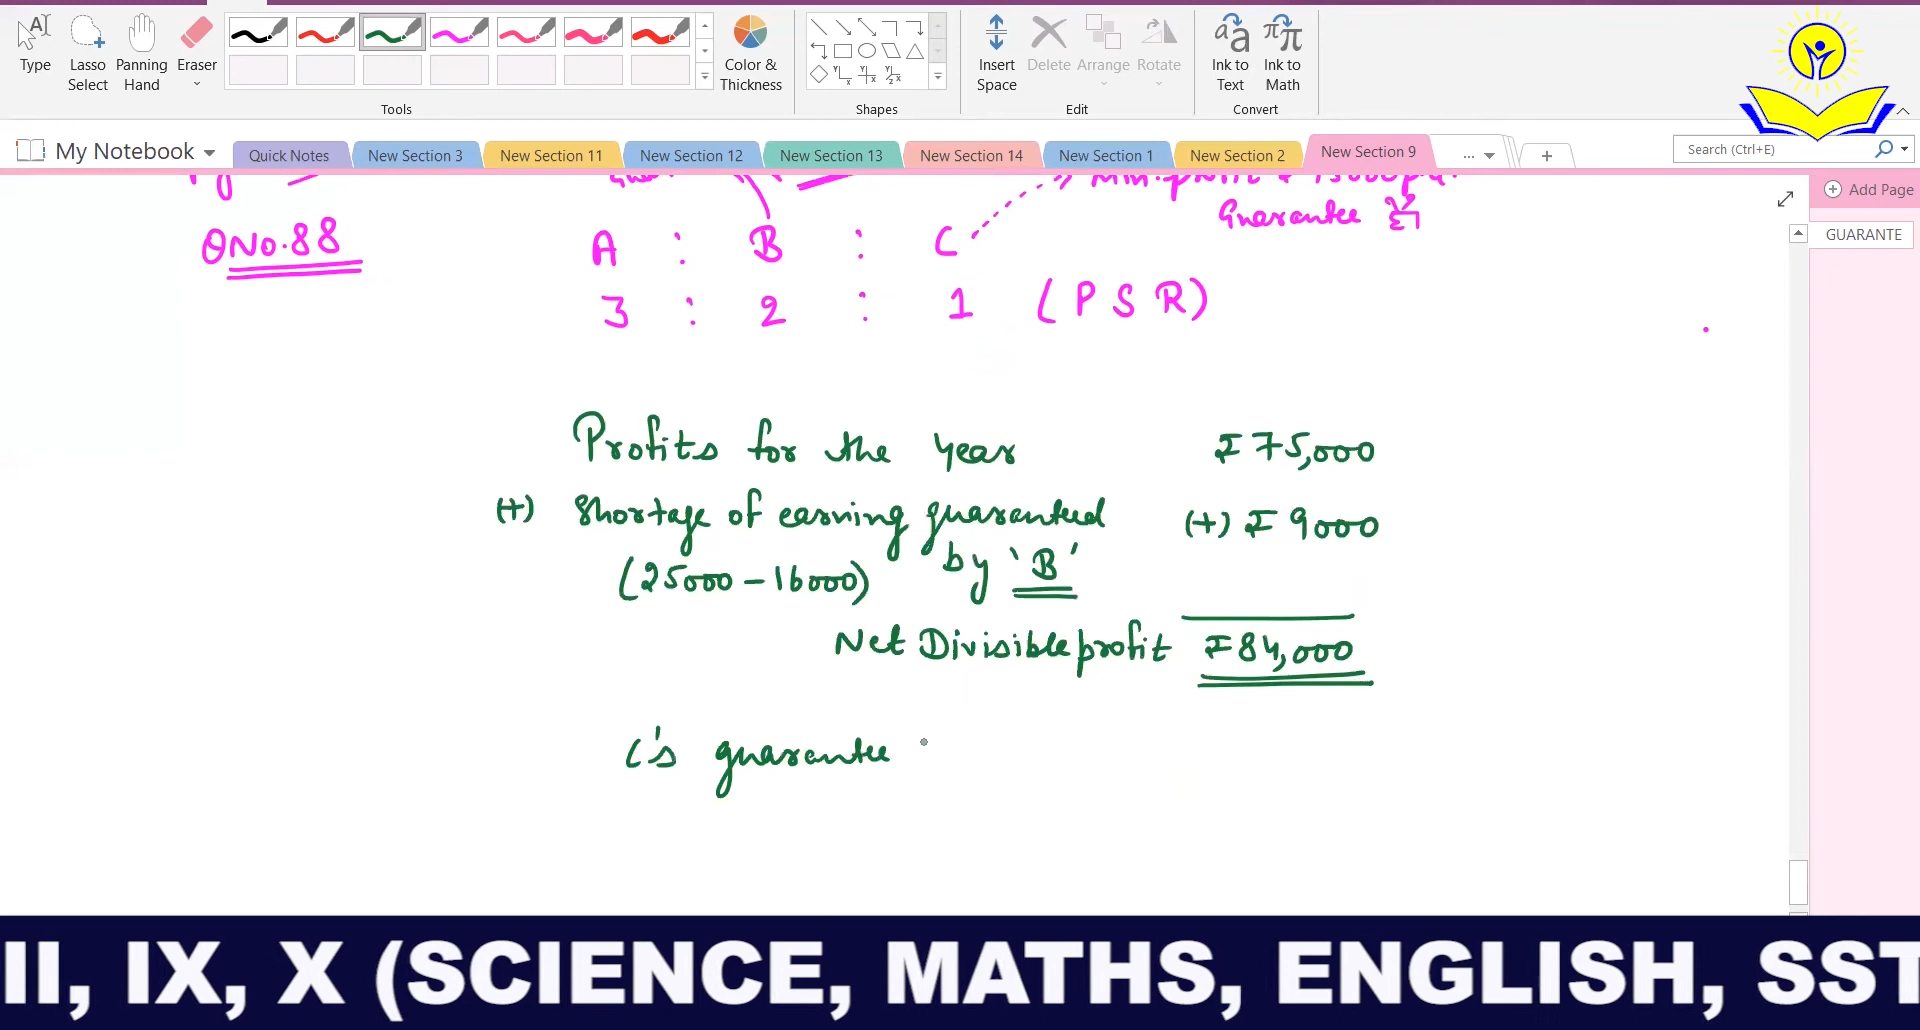 Type
Lasso Select
Panning Hand
Eraser
Color & Thickness
Insert Space
Delete
Arrange
Rotate
Ink to Text
Ink to Math
Tools
Shapes
Edit
Convert
My Notebook
Quick Notes
New Section 3
New Section 11
New Section 12
New Section 13
New Section 14
New Section 1
New Section 2
New Section 9
...
Search (Ctrl+E)
Add Page
GUARANTE
Min. profit
Guarantee
QNo.88
A : B : C
3 : 2 : 1 (PSR)
Profits for the year ₹75,000
(+) Shortage of earning guaranteed (+) ₹9000
by 'B'
(25000-16000)
Net Divisible profit ₹84,000
C's guarantee
II, IX, X (SCIENCE, MATHS, ENGLISH, SST